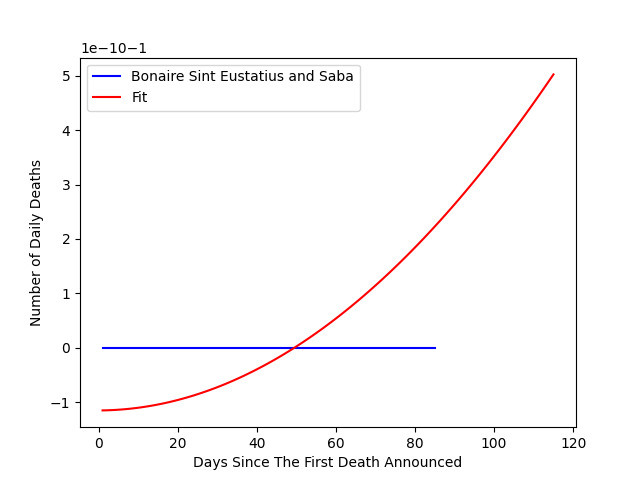 1e−10−1
Bonaire Sint Eustatius and Saba
Fit
5
4
3
2
1
0
−1
Number of Daily Deaths
0 20 40 60 80 100 120
Days Since The First Death Announced